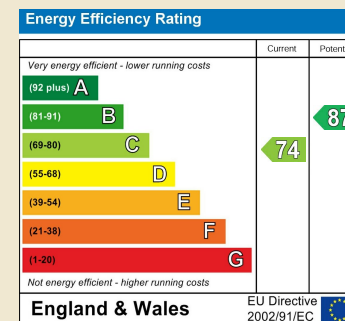 Energy Efficiency Rating
Current Potent
Very energy efficient - lower running costs
(92 plus) A
(81-91) B
87
(69-80) C
74
(55-68) D
(39-54) E
(21-38) F
(1-20) G
Not energy efficient - higher running costs
England & Wales
EU Directive
2002/91/EC